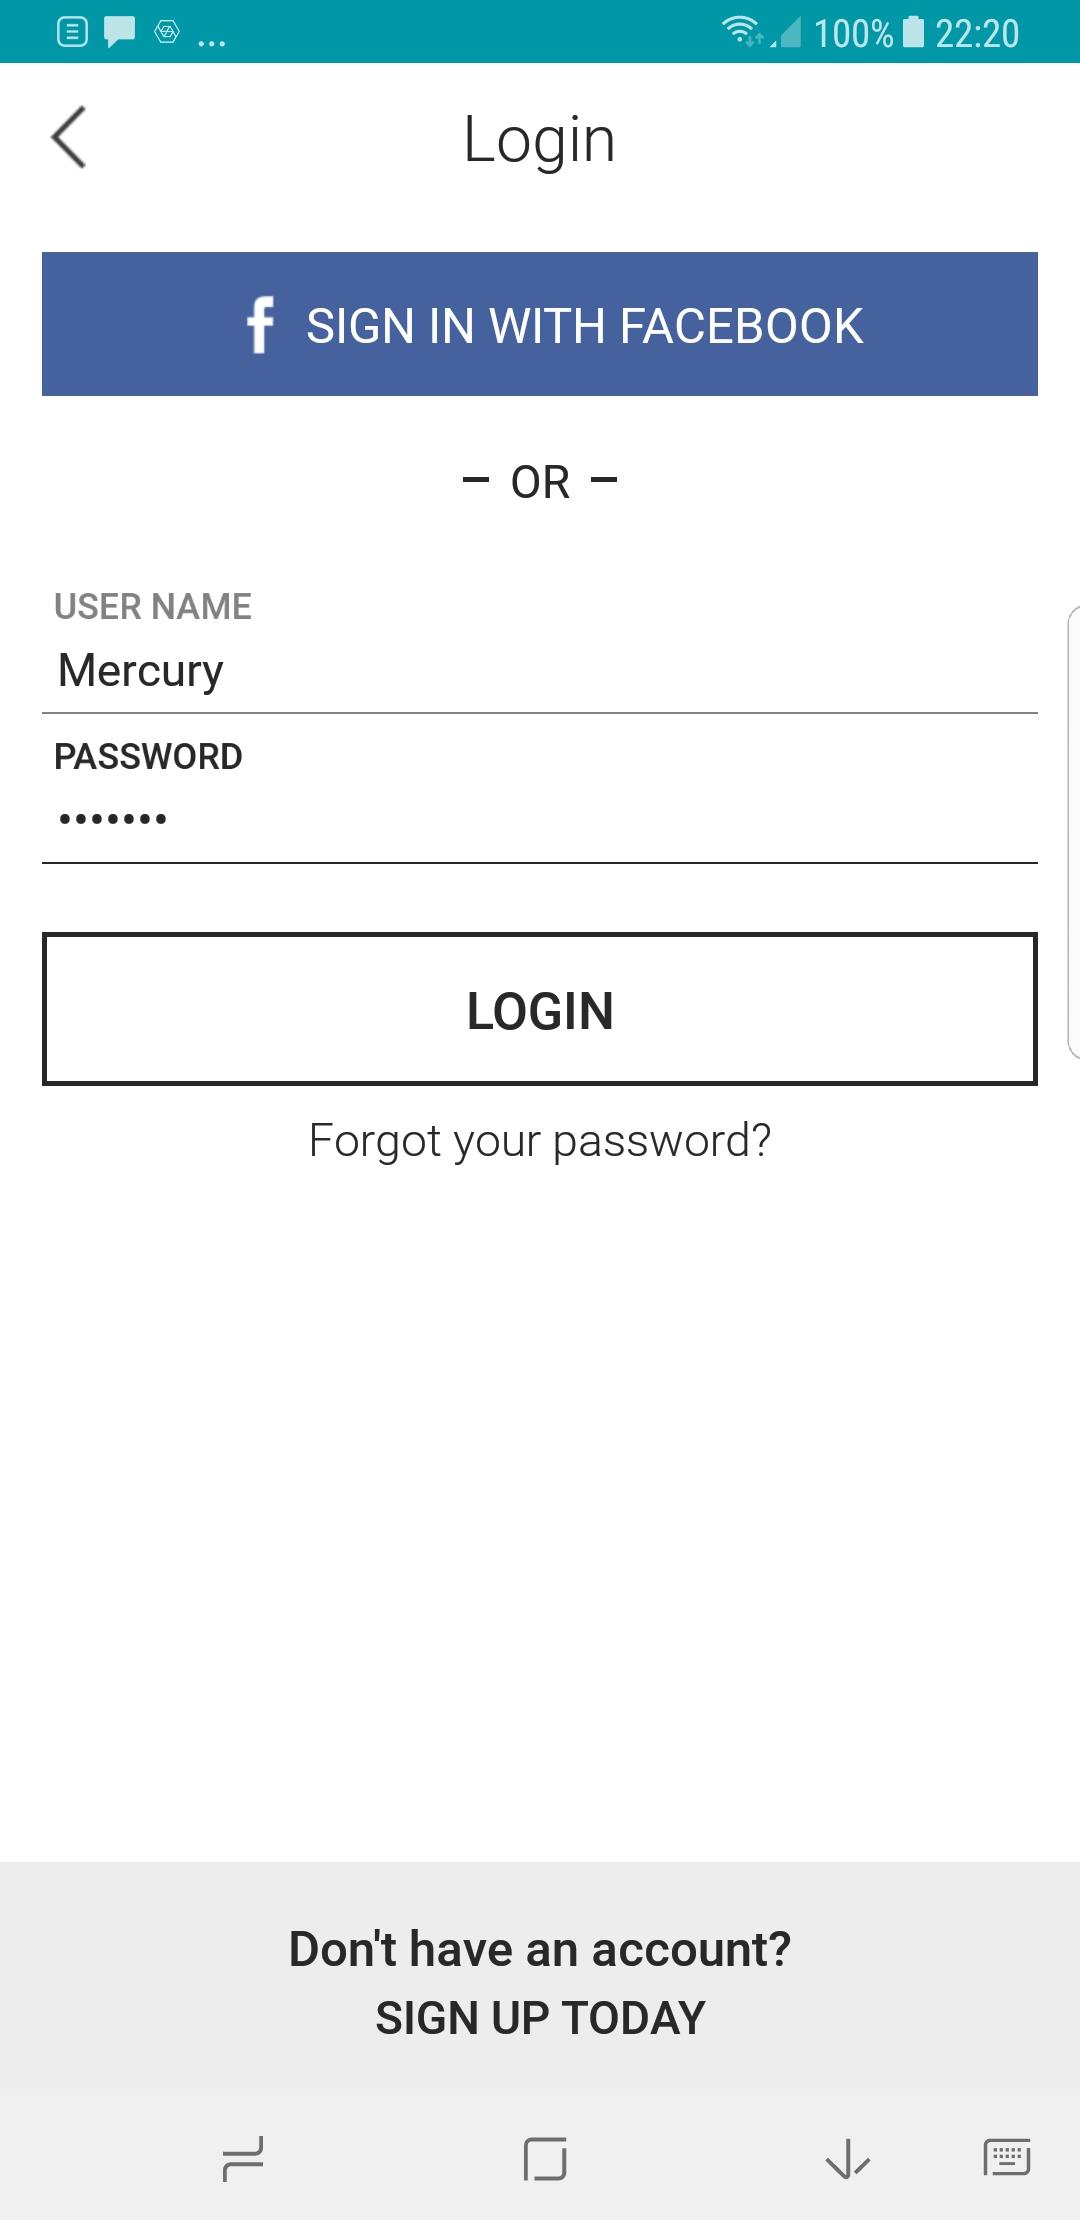 100% 22:20
Login
f SIGN IN WITH FACEBOOK
– OR –
USER NAME
Mercury
PASSWORD
•••••••
LOGIN
Forgot your password?
Don't have an account?
SIGN UP TODAY